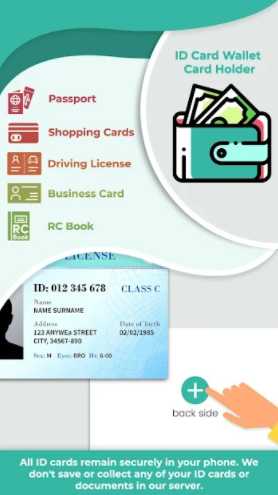 ID Card Wallet
Card Holder
Passport
Shopping Cards
Driving License
Business Card
RC
Book
RC Book
LICENSE
ID: 012 345 678 CLASS C
Name
NAME SURNAME
Address Date of birth
123 ANYWEa STREET 02/02/1985
CITY, 34567-890
Sex: M Eyes: BRO Ht: 6-00
back side
All ID cards remain securely in your phone. We
don't save or collect any of your ID cards or
documents in our server.